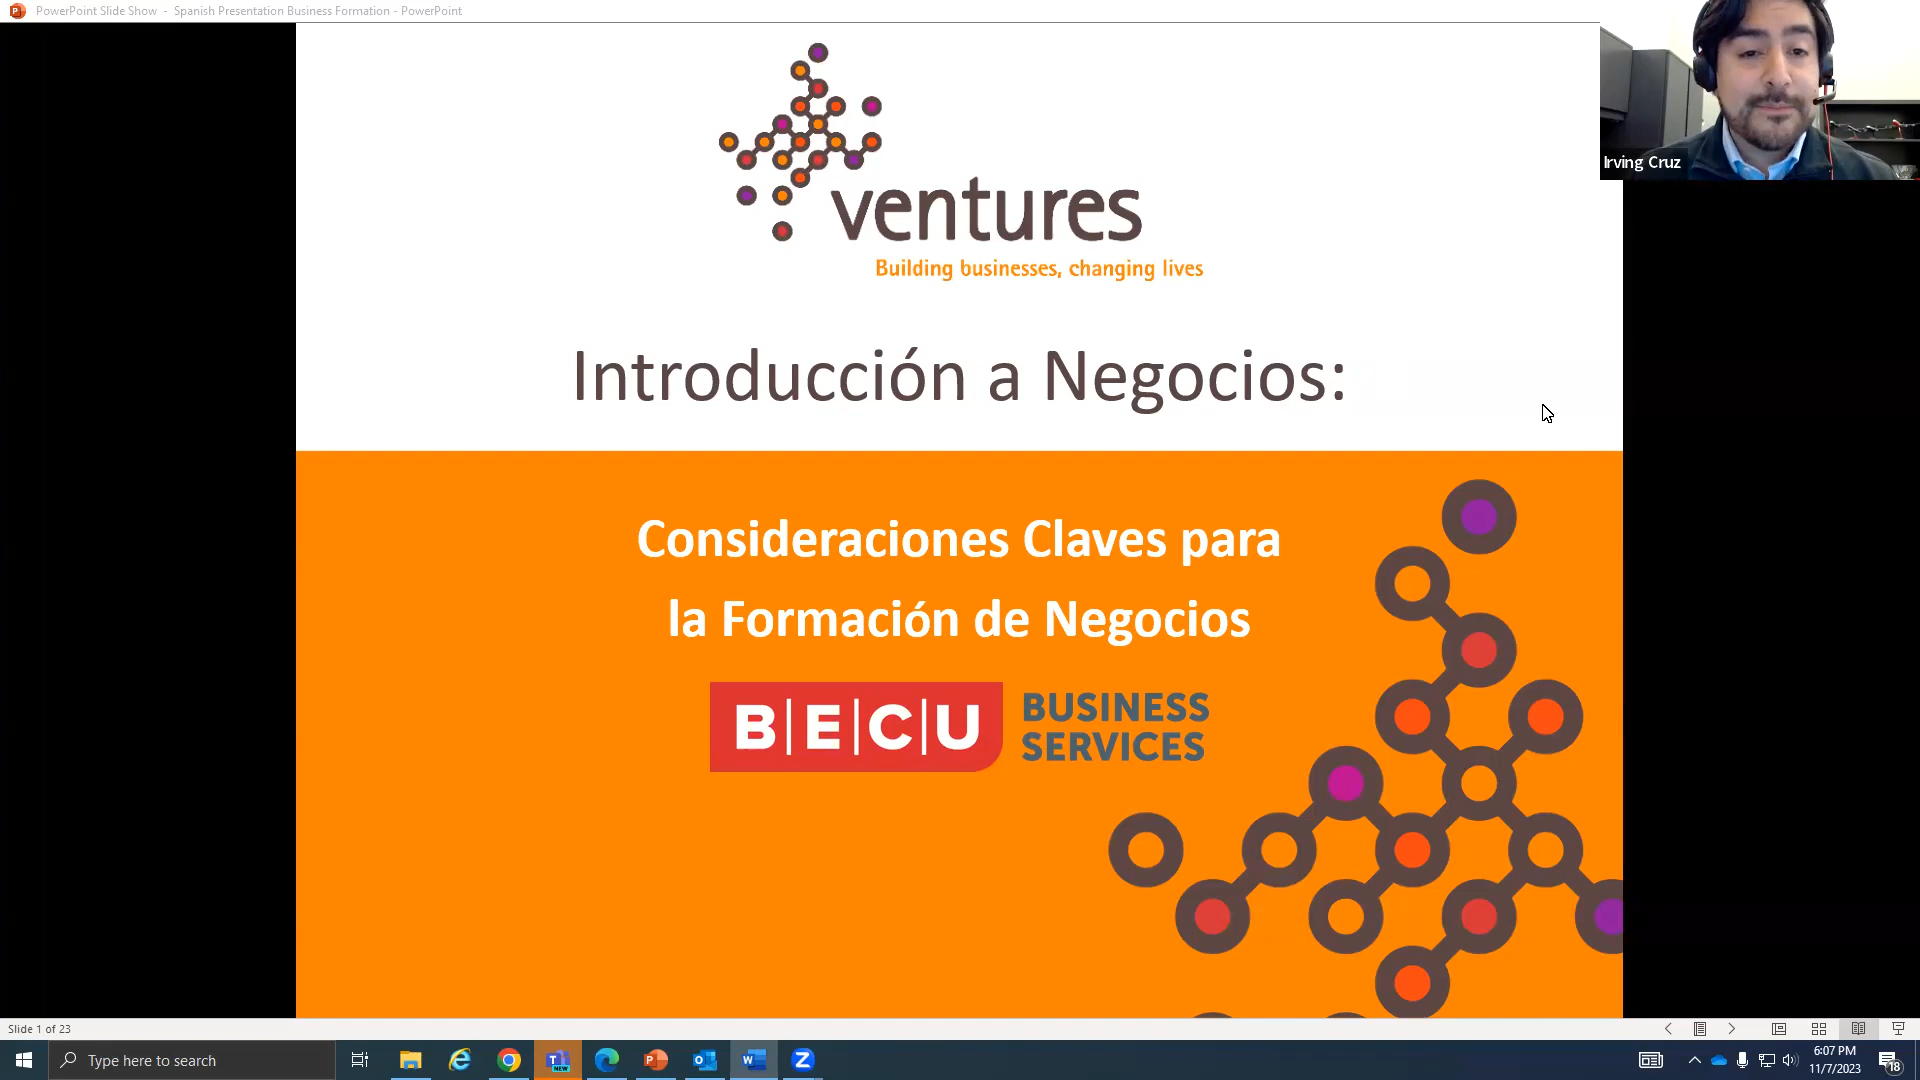 PowerPoint Slide Show - Spanish Presentation Business Formation - PowerPoint
Irving Cruz
ventures
Building businesses, changing lives
Introducción a Negocios:
Consideraciones Claves para
la Formación de Negocios
B|E|C|U BUSINESS
SERVICES
Slide 1 of 23
Type here to search
NEW
6:07 PM
11/7/2023
18